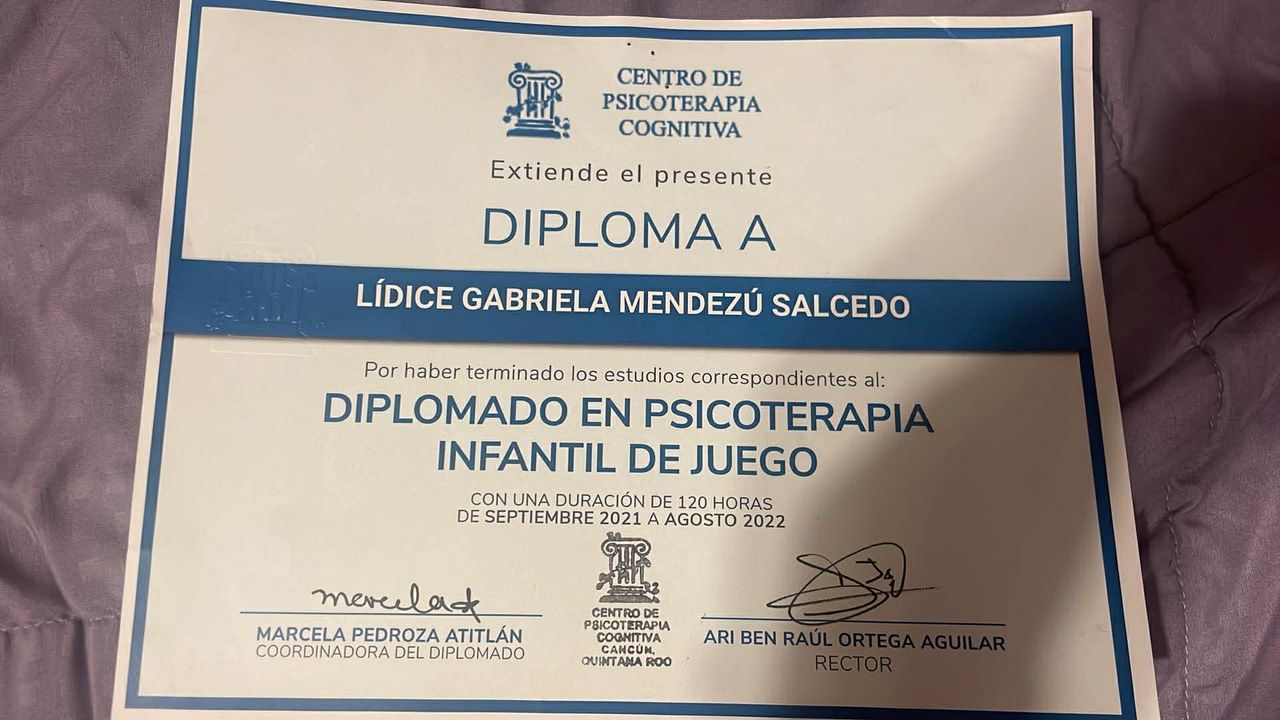 CENTRO DE
PSICOTERAPIA
COGNITIVA
Extiende el presente
DIPLOMA A
LÍDICE GABRIELA MENDEZÚ SALCEDO
Por haber terminado los estudios correspondientes al:
DIPLOMADO EN PSICOTERAPIA
INFANTIL DE JUEGO
CON UNA DURACIÓN DE 120 HORAS
DE SEPTIEMBRE 2021 A AGOSTO 2022
MARCELA PEDROZA ATITLÁN
COORDINADORA DEL DIPLOMADO
CENTRO DE
PSICOTERAPIA
COGNITIVA
CANCÚN,
QUINTANA ROO
ARI BEN RAÚL ORTEGA AGUILAR
RECTOR